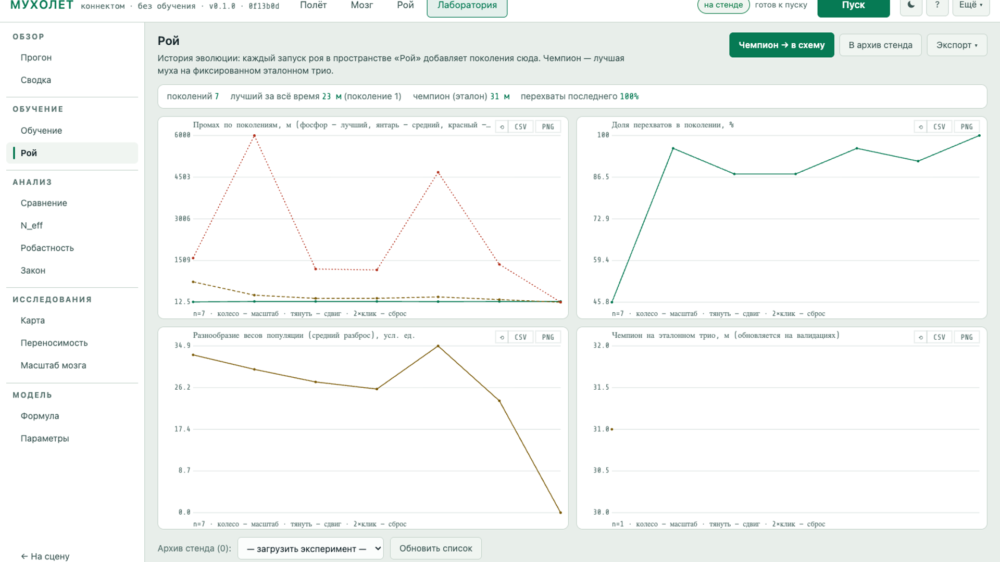 МУХОЛЕТ коннектом · без обучения · v0.1.0 · 0f13b0d Полёт Мозг Рой Лаборатория на стенде готов к пуску Пуск ? Ещё ▾
ОБЗОР
Прогон
Сводка
ОБУЧЕНИЕ
Обучение
Рой
АНАЛИЗ
Сравнение
N_eff
Робастность
Закон
ИССЛЕДОВАНИЯ
Карта
Переносимость
Масштаб мозга
МОДЕЛЬ
Формула
Параметры
← На сцену
Рой
История эволюции: каждый запуск роя в пространстве «Рой» добавляет поколения сюда. Чемпион — лучшая
муха на фиксированном эталонном трио.
Чемпион → в схему В архив стенда Экспорт ▾
поколений 7 лучший за всё время 23 м (поколение 1) чемпион (эталон) 31 м перехваты последнего 100%
Промах по поколениям, м (фосфор — лучший, янтарь — средний, красный —… ⟲ CSV PNG
6000
4503
3006
1509
12.5
n=7 · колесо — масштаб · тянуть — сдвиг · 2×клик — сброс
Доля перехватов в поколении, % ⟲ CSV PNG
100
86.5
72.9
59.4
45.8
n=7 · колесо — масштаб · тянуть — сдвиг · 2×клик — сброс
Разнообразие весов популяции (средний разброс), усл. ед. ⟲ CSV PNG
34.9
26.2
17.4
8.7
0.0
n=7 · колесо — масштаб · тянуть — сдвиг · 2×клик — сброс
Чемпион на эталонном трио, м (обновляется на валидациях) ⟲ CSV PNG
32.0
31.5
31.0
30.5
30.0
n=1 · колесо — масштаб · тянуть — сдвиг · 2×клик — сброс
Архив стенда (0): — загрузить эксперимент — Обновить список